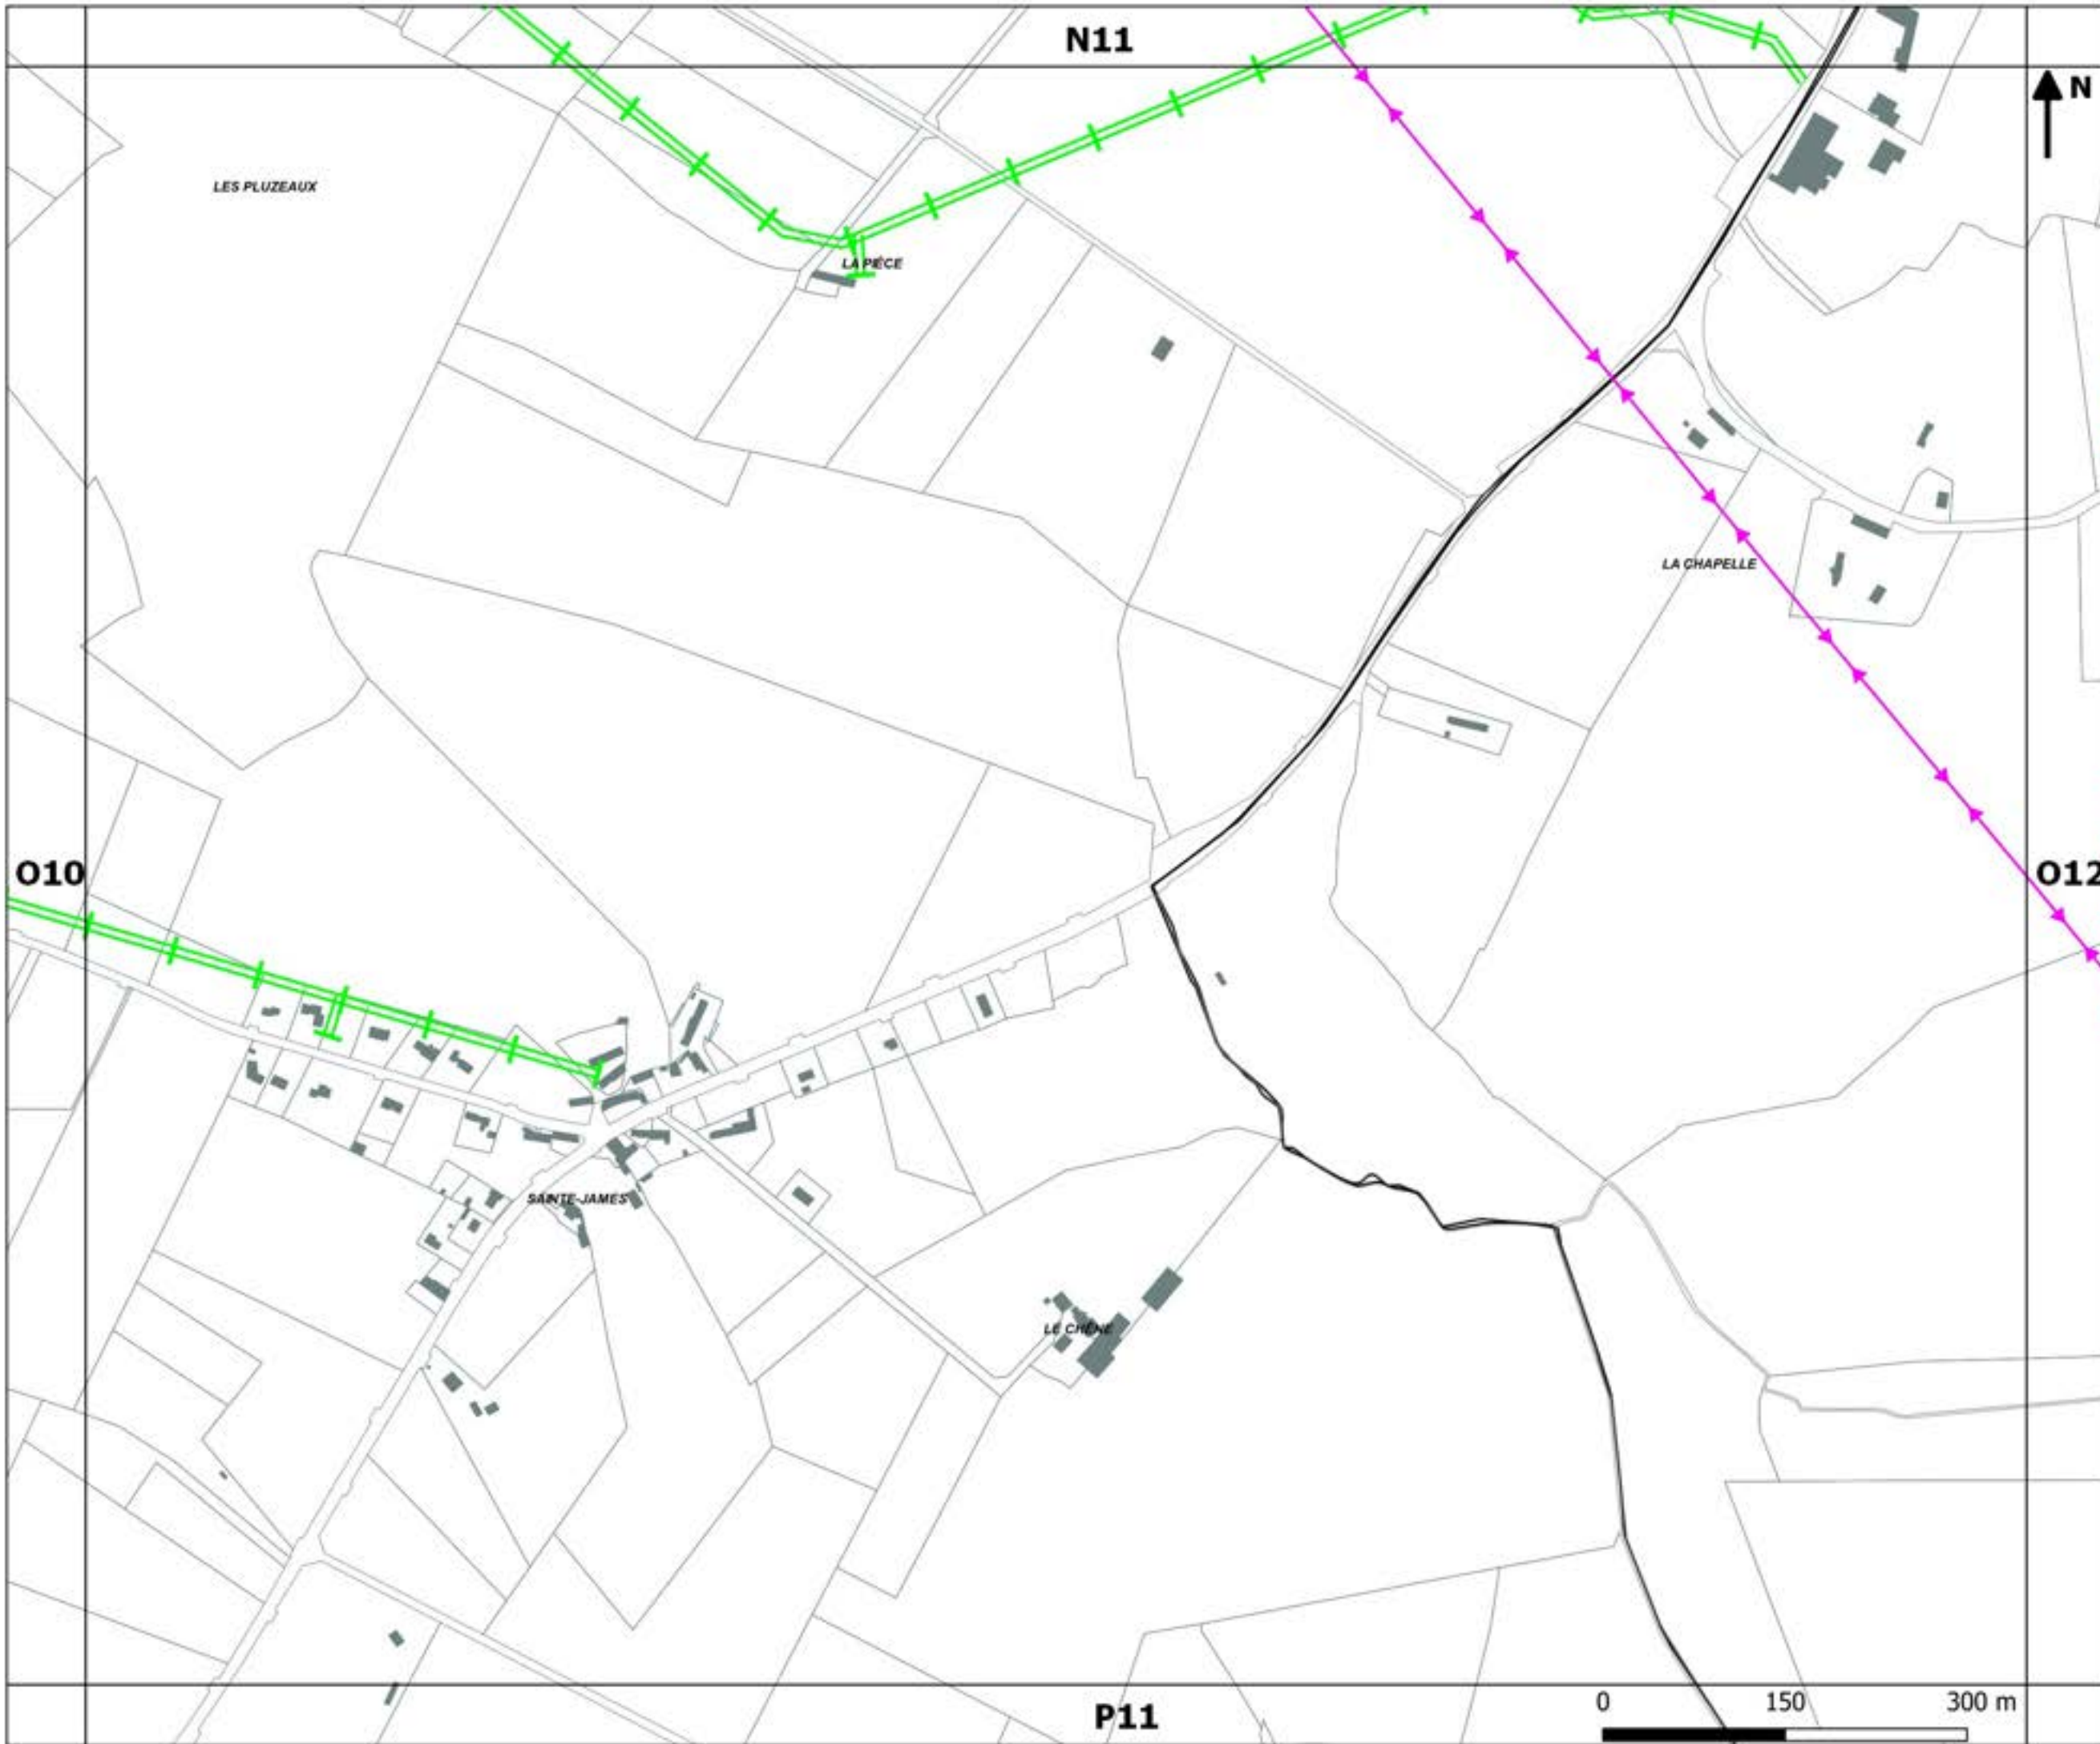 N11
N
LES PLUZEAUX
LA PIÈCE
LA CHAPELLE
O10
O12
SAINTE-JAMES
LE CHÊNE
0 150 300 m
P11